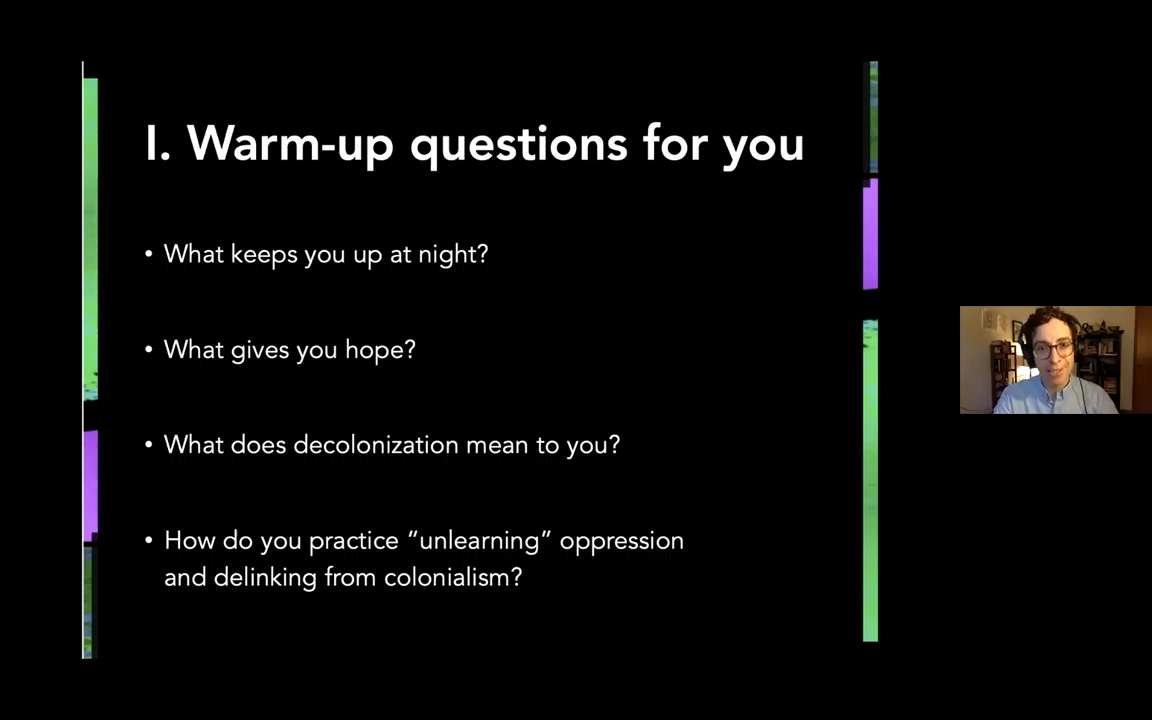 I. Warm-up questions for you
• What keeps you up at night?
• What gives you hope?
• What does decolonization mean to you?
• How do you practice “unlearning” oppression
and delinking from colonialism?